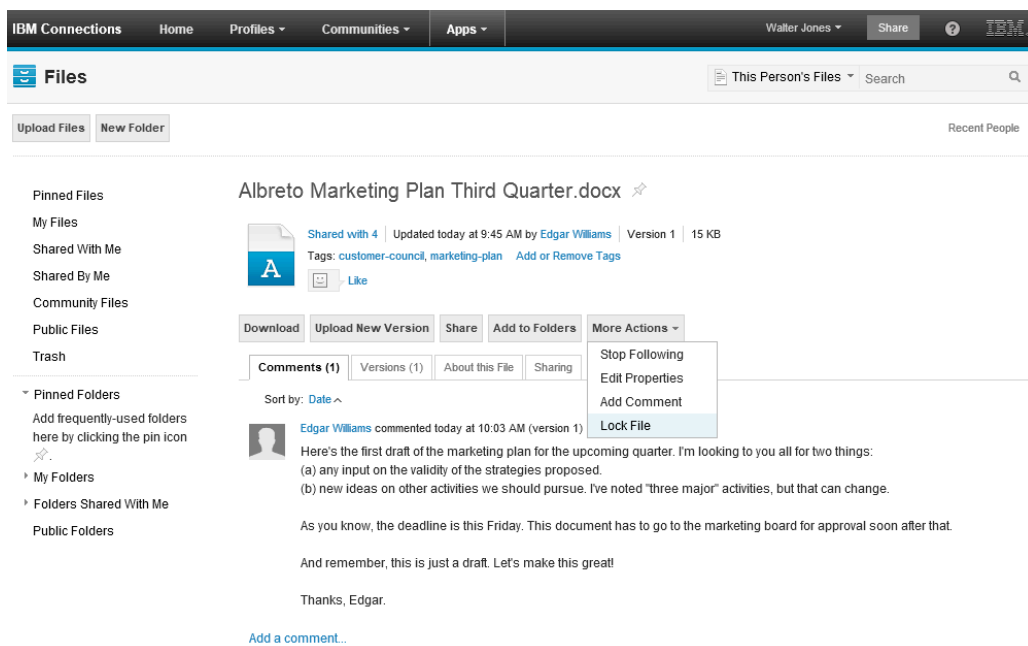 IBM Connections Home Profiles Communities Apps Walter Jones Share ? IBM.
Files This Person's Files Search
Upload Files New Folder Recent People
Albreto Marketing Plan Third Quarter.docx
Pinned Files
My Files
Shared With Me
Shared By Me
Community Files
Public Files
Trash
Pinned Folders
Add frequently-used folders
here by clicking the pin icon
.
My Folders
Folders Shared With Me
Public Folders
A
Shared with 4 Updated today at 9:45 AM by Edgar Williams Version 1 15 KB
Tags: customer-council, marketing-plan Add or Remove Tags
Like
Download Upload New Version Share Add to Folders More Actions
Stop Following
Edit Properties
Add Comment
Lock File
Comments (1) Versions (1) About this File Sharing
Sort by: Date
Edgar Williams commented today at 10:03 AM (version 1)
Here's the first draft of the marketing plan for the upcoming quarter. I'm looking to you all for two things:
(a) any input on the validity of the strategies proposed.
(b) new ideas on other activities we should pursue. I've noted "three major" activities, but that can change.
As you know, the deadline is this Friday. This document has to go to the marketing board for approval soon after that.
And remember, this is just a draft. Let's make this great!
Thanks, Edgar.
Add a comment...